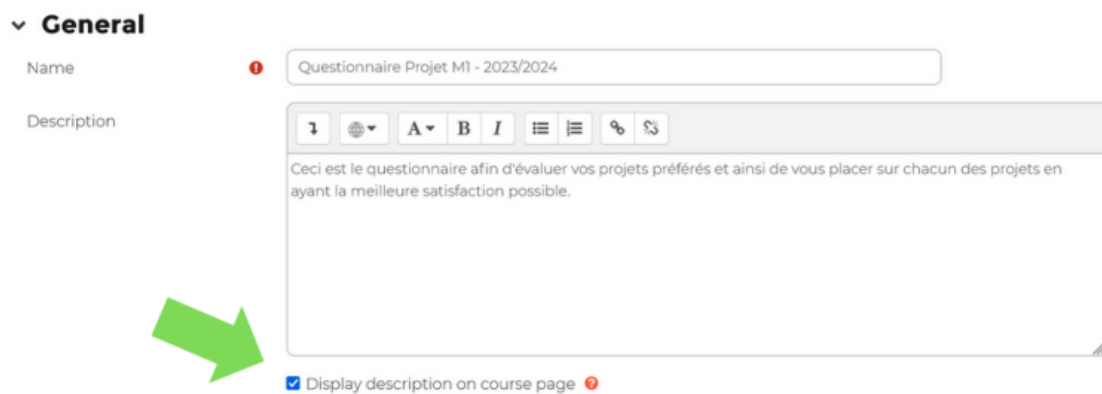 General
Name
Questionnaire Projet M1 - 2023/2024
Description
A B I
Ceci est le questionnaire afin d'évaluer vos projets préférés et ainsi de vous placer sur chacun des projets en
ayant la meilleure satisfaction possible.
Display description on course page